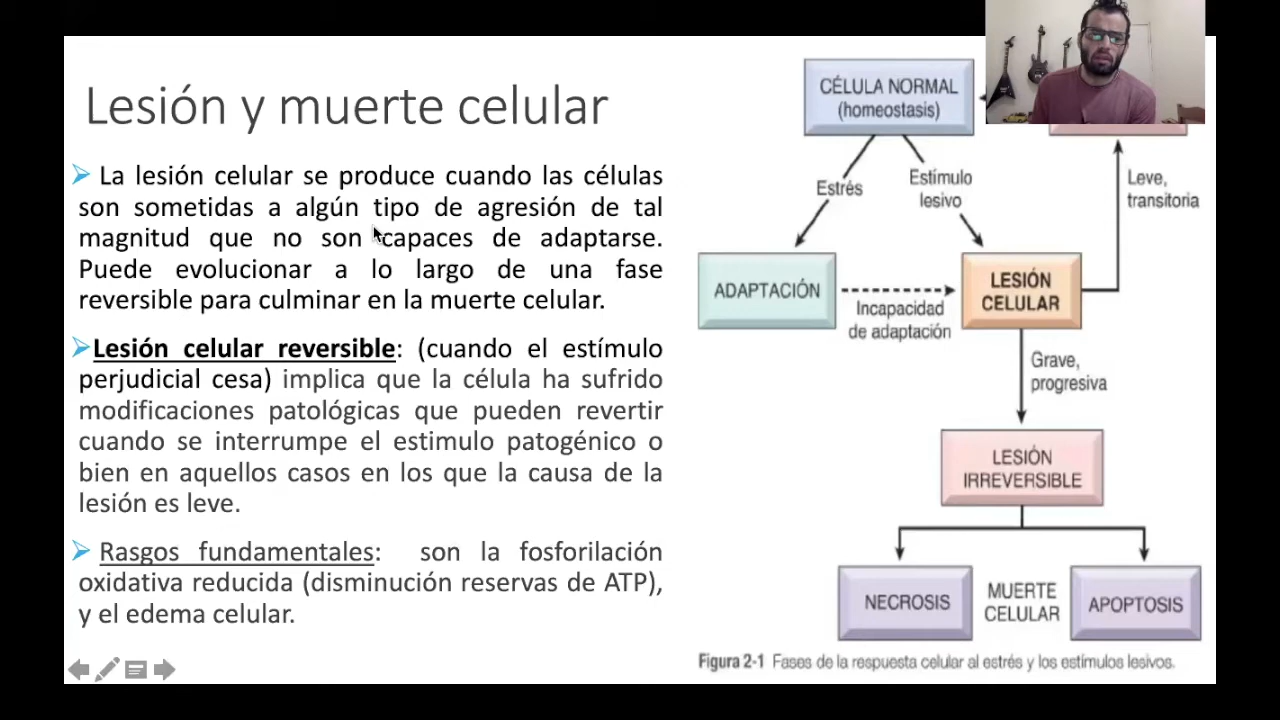 Lesión y muerte celular
La lesión celular se produce cuando las células
son sometidas a algún tipo de agresión de tal
magnitud que no son capaces de adaptarse.
Puede evolucionar a lo largo de una fase
reversible para culminar en la muerte celular.
Lesión celular reversible: (cuando el estímulo
perjudicial cesa) implica que la célula ha sufrido
modificaciones patológicas que pueden revertir
cuando se interrumpe el estimulo patogénico o
bien en aquellos casos en los que la causa de la
lesión es leve.
Rasgos fundamentales: son la fosforilación
oxidativa reducida (disminución reservas de ATP),
y el edema celular.
CÉLULA NORMAL
(homeostasis)
Estrés
Estímulo
lesivo
Leve,
transitoria
ADAPTACIÓN
Incapacidad
de adaptación
LESIÓN
CELULAR
Grave,
progresiva
LESIÓN
IRREVERSIBLE
NECROSIS
MUERTE
CELULAR
APOPTOSIS
Figura 2-1 Fases de la respuesta celular al estrés y los estímulos lesivos.